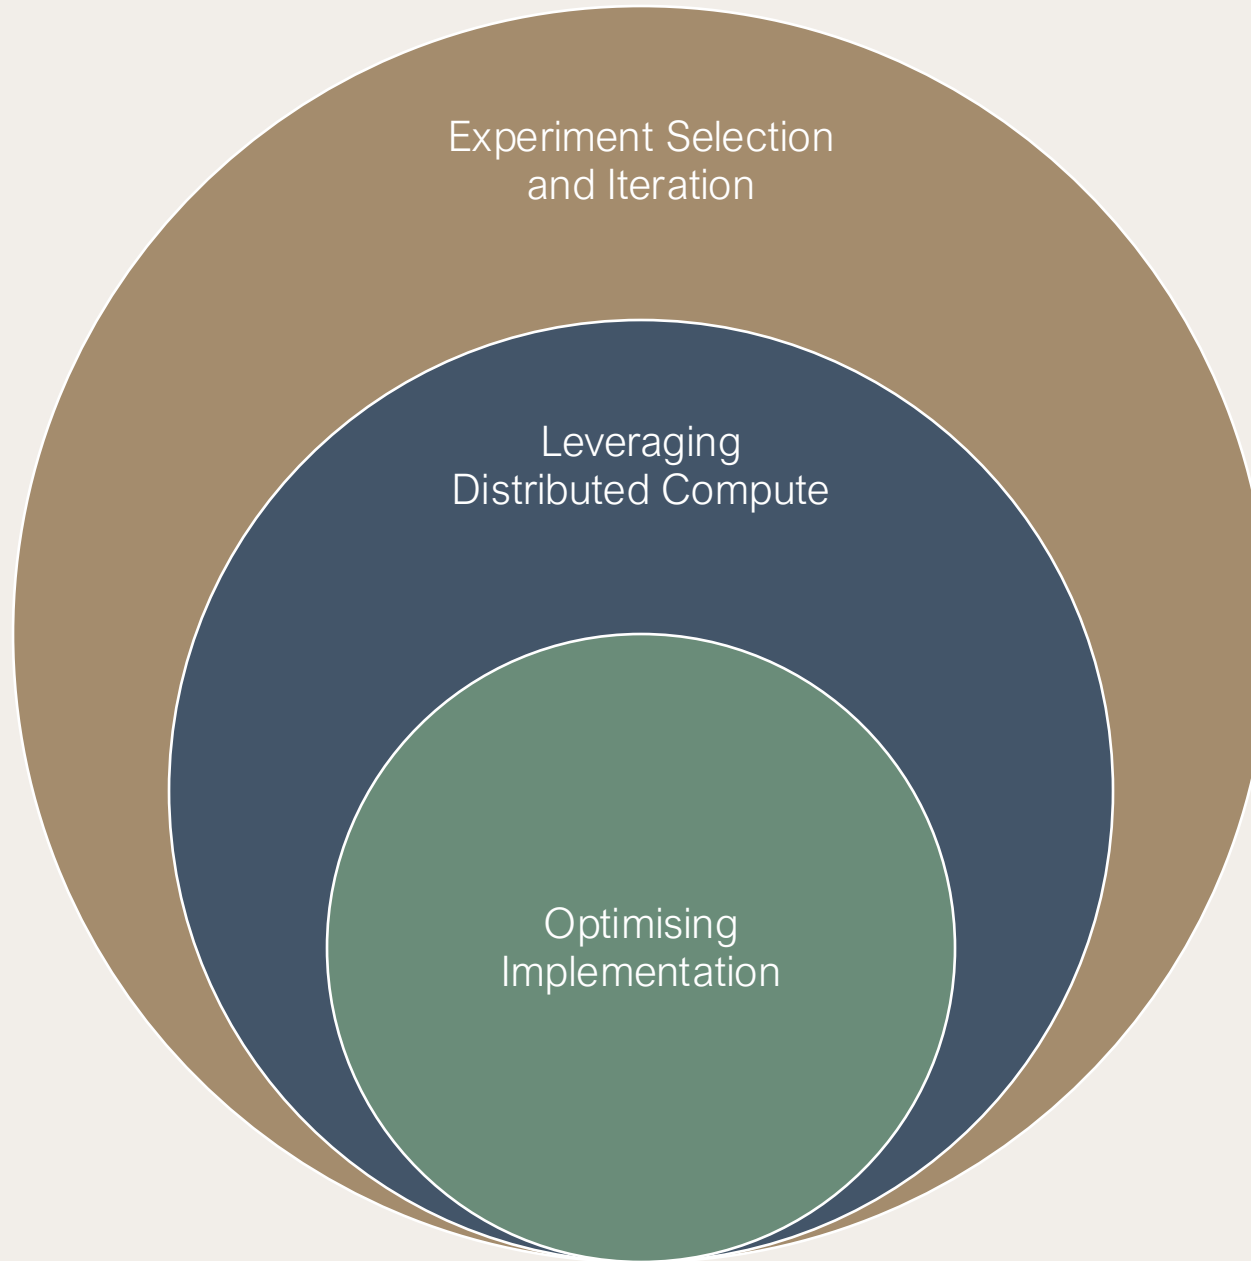 Experiment Selection
and Iteration
Leveraging
Distributed Compute
Optimising
Implementation